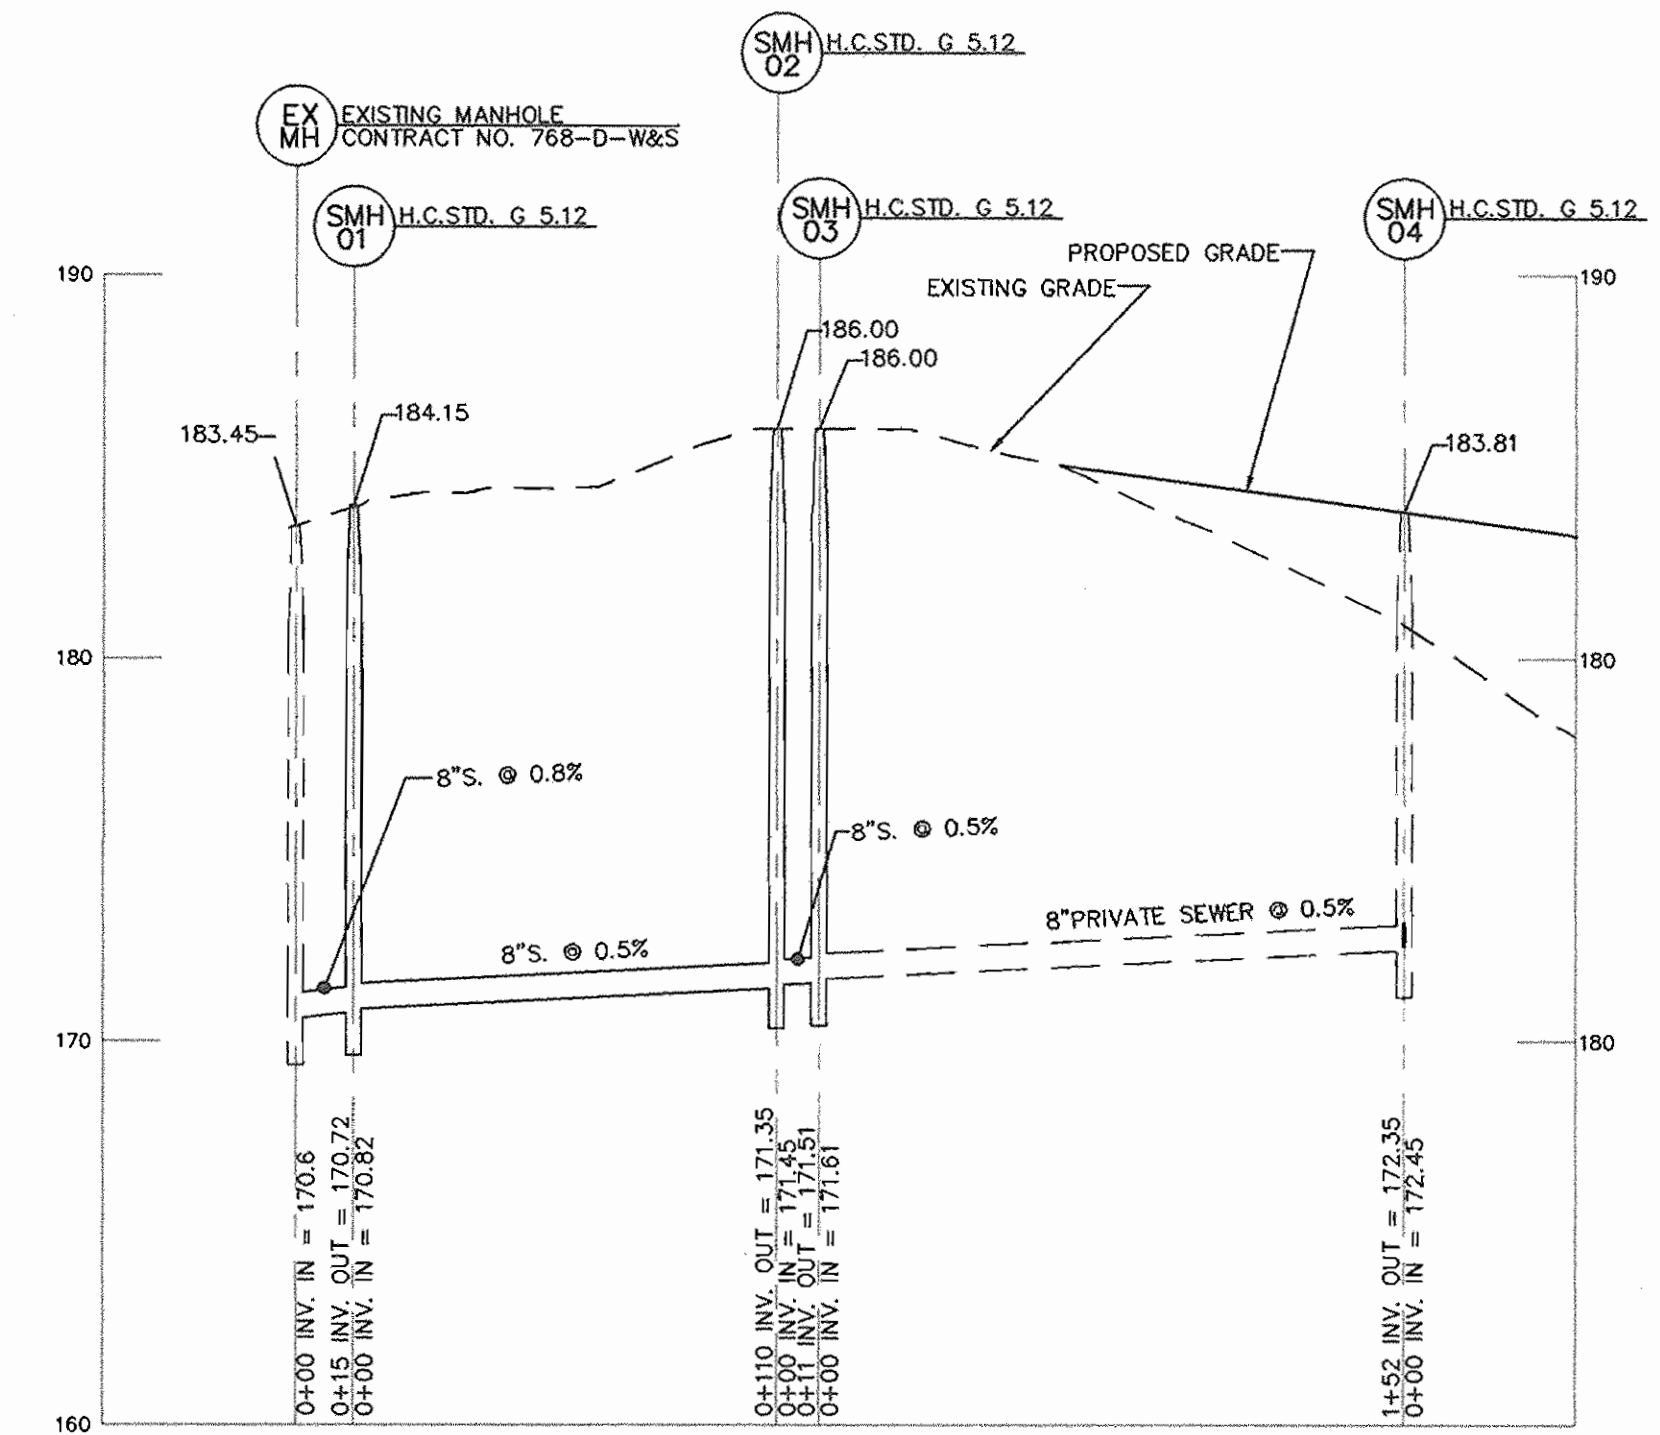 SMH
02
H.C.STD. G 5.12
EX
MH
EXISTING MANHOLE
CONTRACT NO. 768-D-W&S
SMH
01
H.C.STD. G 5.12
SMH
03
H.C.STD. G 5.12
SMH
04
H.C.STD. G 5.12
PROPOSED GRADE
EXISTING GRADE
190
190
186.00
186.00
184.15
183.45
183.81
180
180
8"S. @ 0.8%
8"S. @ 0.5%
8"PRIVATE SEWER @ 0.5%
8"S. @ 0.5%
170
180
0+00 INV. IN = 170.6
0+15 INV. OUT = 170.72
0+00 INV. IN = 170.82
0+110 INV. OUT = 171.35
0+00 INV. IN = 171.45
0+11 INV. OUT = 171.51
0+00 INV. IN = 171.61
1+52 INV. OUT = 172.35
0+00 INV. IN = 172.45
160